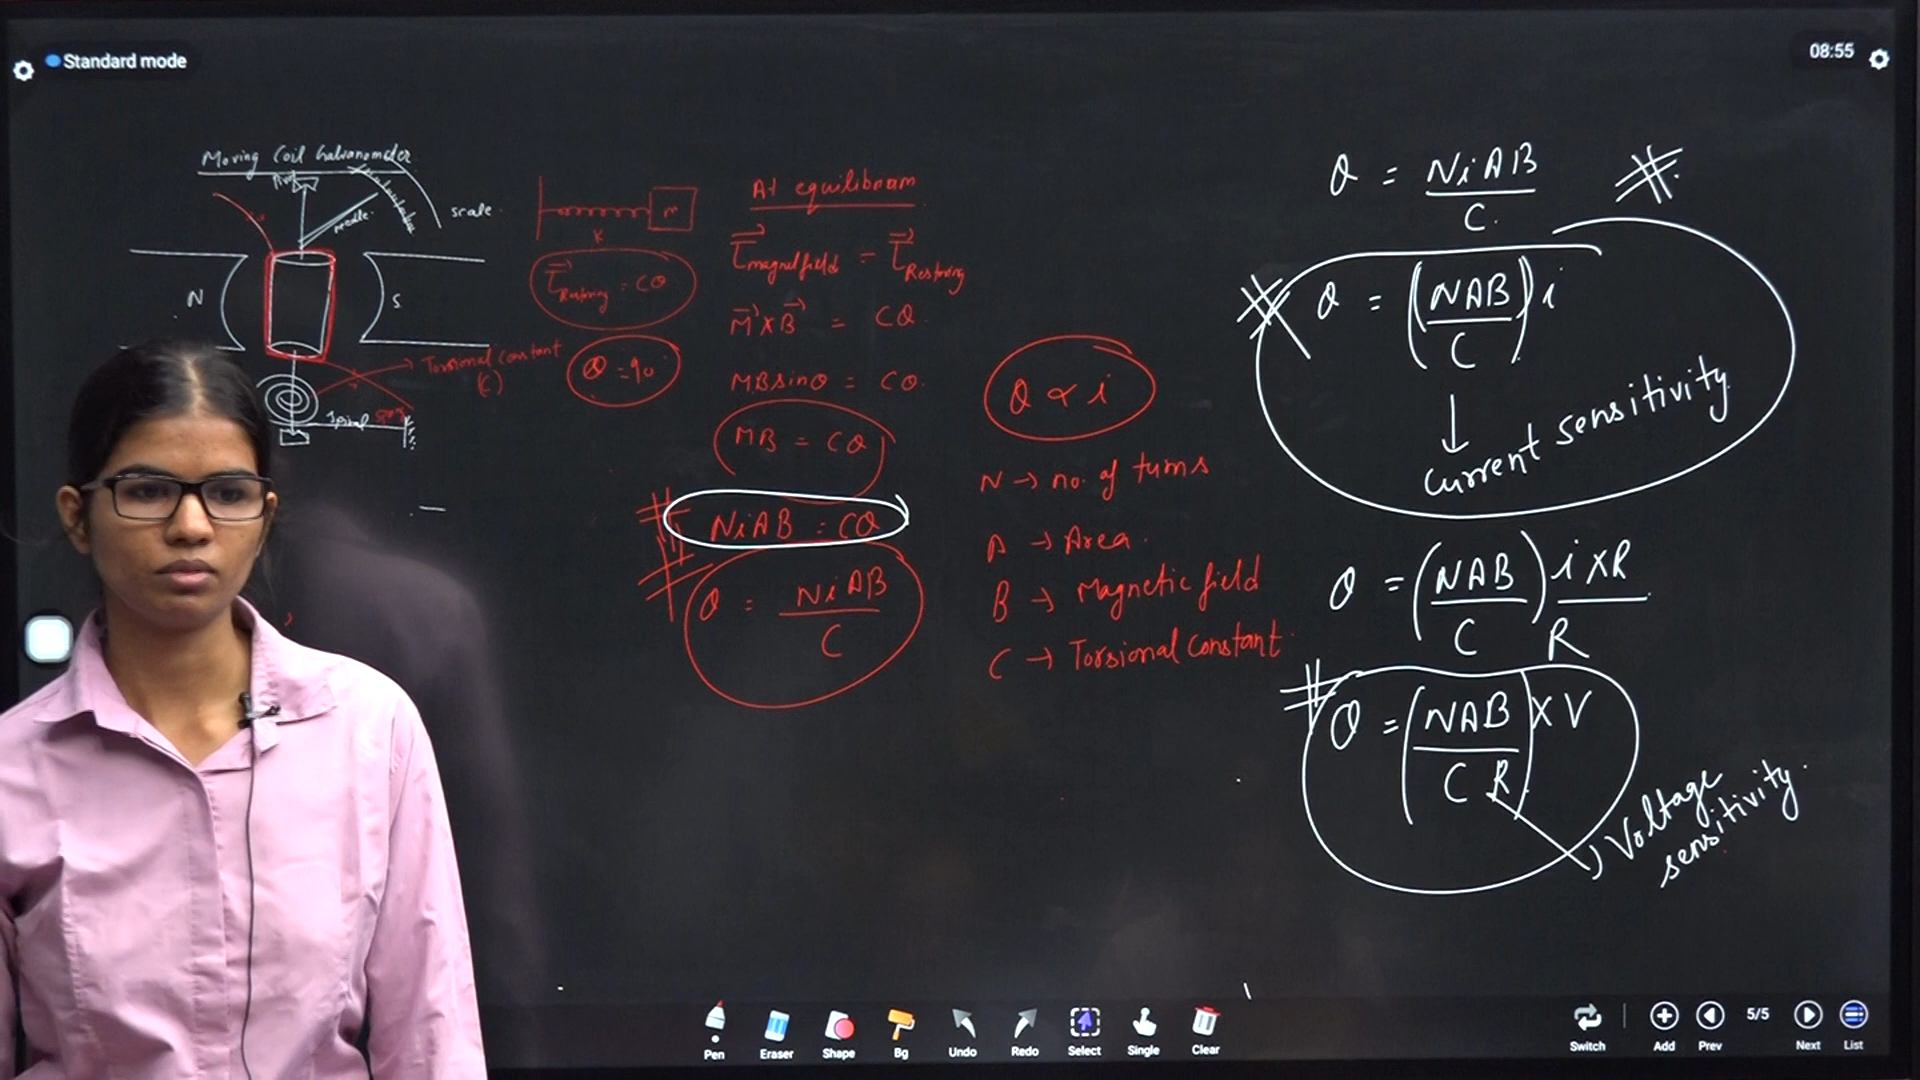 Standard mode
08:55
Moving Coil Galvanometer
needle
scale
N
S
Torsional constant
(C)
Spiral
K
m
τ⃗Restoring = Cθ
θ = 90
At equilibriam
τ⃗magnetfield = τ⃗Restoring
M⃗ × B⃗ = Cθ
MBsinθ = Cθ
MB = Cθ
NiAB = Cθ
θ = NiAB / C
θ ∝ i
N → no. of turns
A → Area
B → Magnetic field
C → Torsional constant
θ = NiAB / C
θ = (NAB / C) i
↓
Current sensitivity
θ = (NAB / C) i × R / R
θ = (NAB / CR) × V
Voltage
sensitivity
Pen
Eraser
Shape
Bg
Undo
Redo
Select
Single
Clear
Switch
Add
Prev
5/5
Next
List